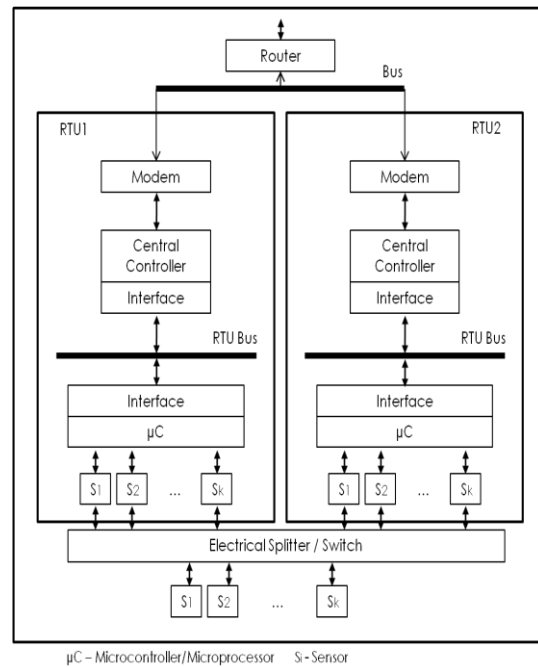 Router
Bus
RTU1
RTU2
Modem
Modem
Central
Controller
Central
Controller
Interface
Interface
RTU Bus
RTU Bus
Interface
Interface
µC
µC
S1 S2 ... Sk
S1 S2 ... Sk
Electrical Splitter / Switch
S1 S2 ... Sk
µC – Microcontroller/Microprocessor Si - Sensor